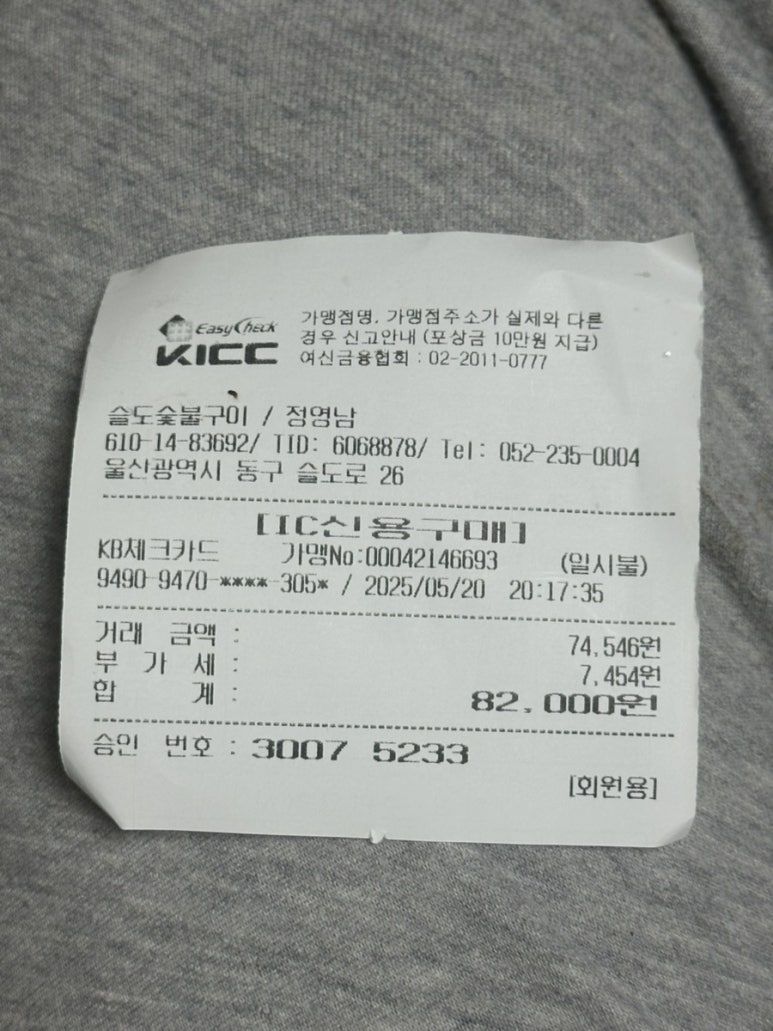 EasyCheck
KICC
가맹점명, 가맹점주소가 실제와 다른
경우 신고안내 (포상금 10만원 지급)
여신금융협회 : 02-2011-0777
슬도숯불구이 / 정영남
610-14-83692/ TID: 6068878/ Tel: 052-235-0004
울산광역시 동구 슬도로 26
[IC신용구매]
KB체크카드 가맹No:00042146693 (일시불)
9490-9470-****-305* / 2025/05/20 20:17:35
거래 금액 : 74,546원
부 가 세 : 7,454원
합 계 : 82,000원
승인 번호 : 3007 5233
[회원용]